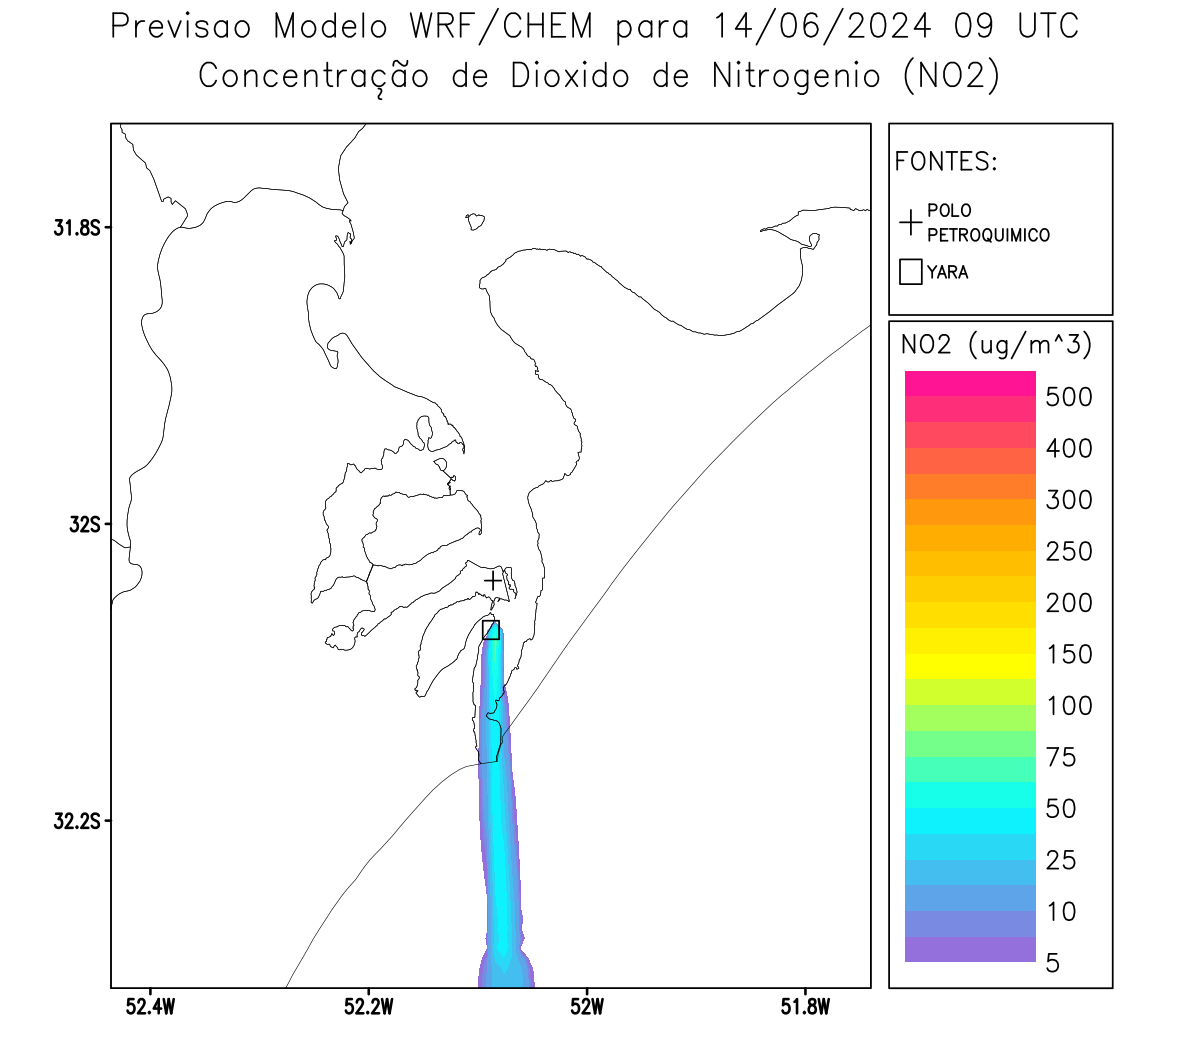 Previsao Modelo WRF/CHEM para 14/06/2024 09 UTC
Concentração de Dioxido de Nitrogenio (NO2)
FONTES:
POLO
PETROQUIMICO
YARA
NO2 (ug/m^3)
500
400
300
250
200
150
100
75
50
25
10
5
31.8S
32S
32.2S
52.4W
52.2W
52W
51.8W